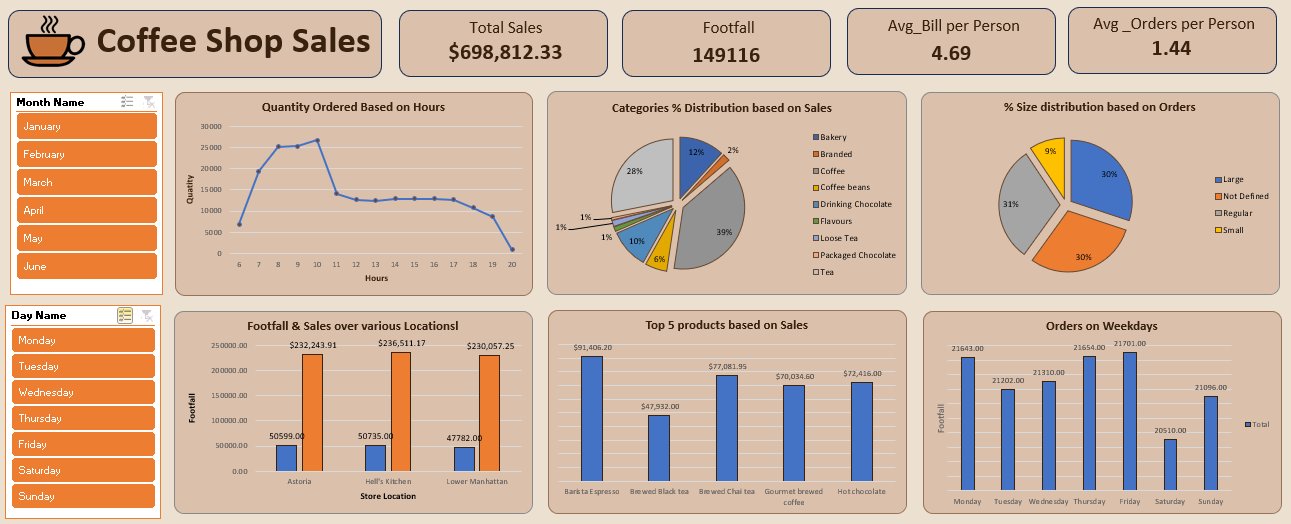 Coffee Shop Sales
Total Sales
$698,812.33
Footfall
149116
Avg_Bill per Person
4.69
Avg _Orders per Person
1.44
Month Name
January
February
March
April
May
June
Quantity Ordered Based on Hours
30000
25000
20000
15000
10000
5000
0
Quatity
6 7 8 9 10 11 12 13 14 15 16 17 18 19 20
Hours
Categories % Distribution based on Sales
12%
2%
39%
6%
10%
1%
1%
1%
28%
Bakery
Branded
Coffee
Coffee beans
Drinking Chocolate
Flavours
Loose Tea
Packaged Chocolate
Tea
% Size distribution based on Orders
30%
30%
31%
9%
Large
Not Defined
Regular
Small
Day Name
Monday
Tuesday
Wednesday
Thursday
Friday
Saturday
Sunday
Footfall & Sales over various Locationsl
250000.00
200000.00
150000.00
100000.00
50000.00
0.00
Footfall
$232,243.91
$236,511.17
$230,057.25
50599.00
50735.00
47782.00
Astoria
Hell's Kitchen
Lower Manhattan
Store Location
Top 5 products based on Sales
$91,406.20
$47,932.00
$77,081.95
$70,034.60
$72,416.00
Barista Espresso
Brewed Black tea
Brewed Chai tea
Gourmet brewed
coffee
Hot chocolate
Orders on Weekdays
Footfall
21643.00
21202.00
21310.00
21654.00
21701.00
20510.00
21096.00
Monday
Tuesday
Wednesday
Thursday
Friday
Saturday
Sunday
Total